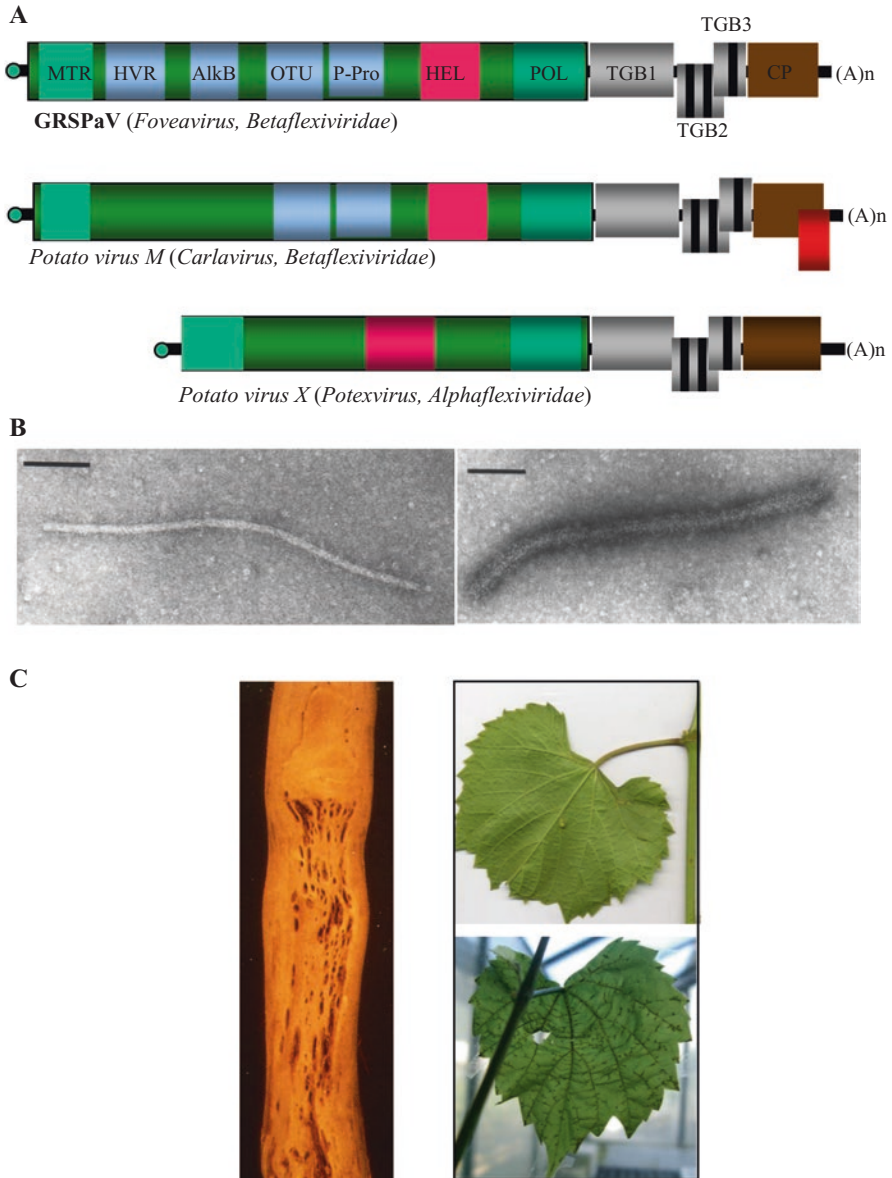 A
TGB3
MTR HVR AlkB OTU P-Pro HEL POL TGB1 CP (A)n
TGB2
GRSPaV (Foveavirus, Betaflexiviridae)
(A)n
Potato virus M (Carlavirus, Betaflexiviridae)
(A)n
Potato virus X (Potexvirus, Alphaflexiviridae)
B
C